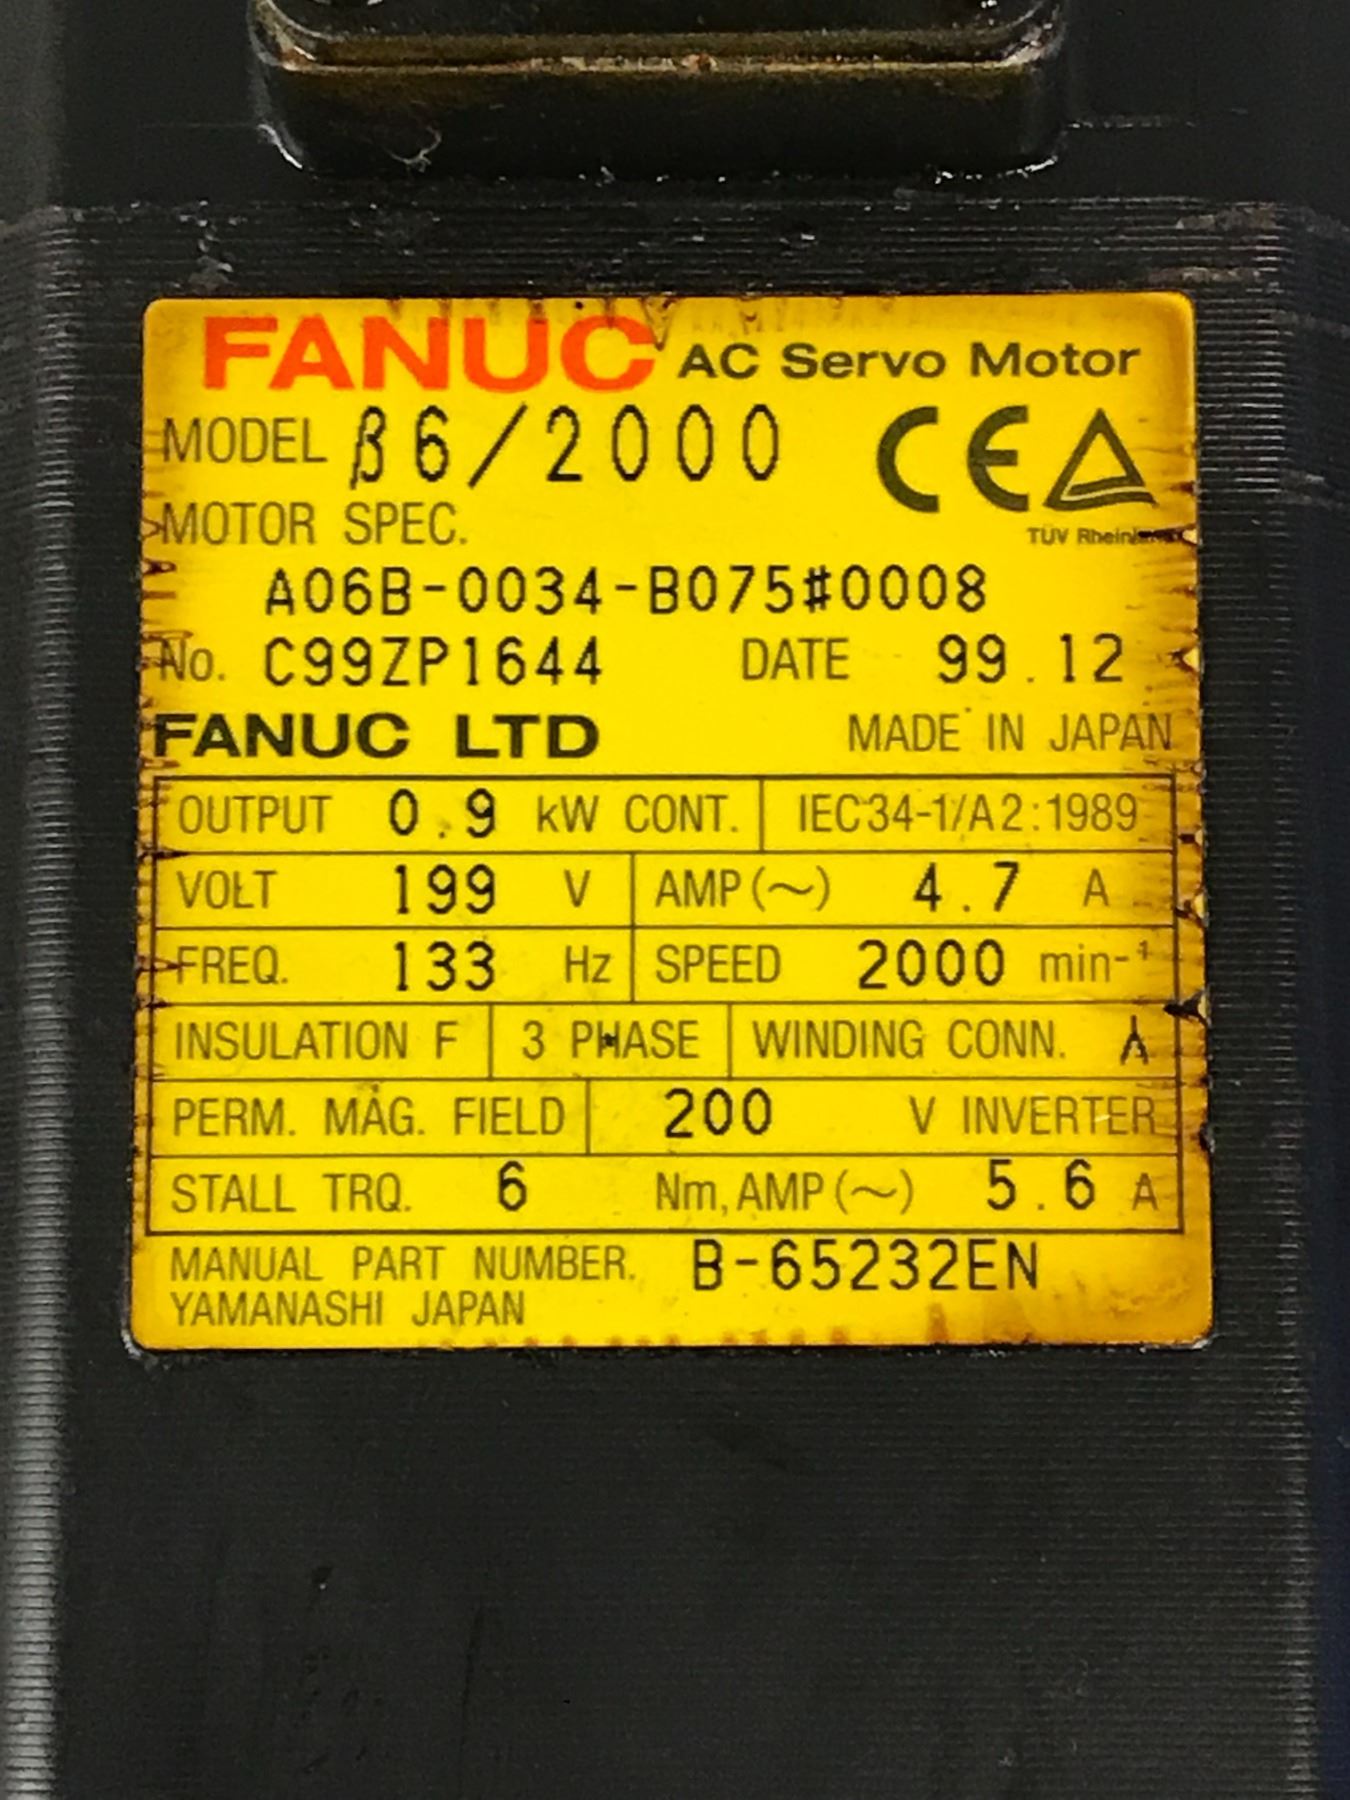 FANUC AC Servo Motor
MODEL β6/2000 CE
MOTOR SPEC.
TÜV Rheinland
A06B-0034-B075#0008
No. C99ZP1644 DATE 99.12
FANUC LTD MADE IN JAPAN
OUTPUT 0.9 kW CONT. IEC34-1/A2:1989
VOLT 199 V AMP(～) 4.7 A
FREQ. 133 Hz SPEED 2000 min-¹
INSULATION F 3 PHASE WINDING CONN. 人
PERM. MAG. FIELD 200 V INVERTER
STALL TRQ. 6 Nm, AMP(～) 5.6 A
MANUAL PART NUMBER. B-65232EN
YAMANASHI JAPAN